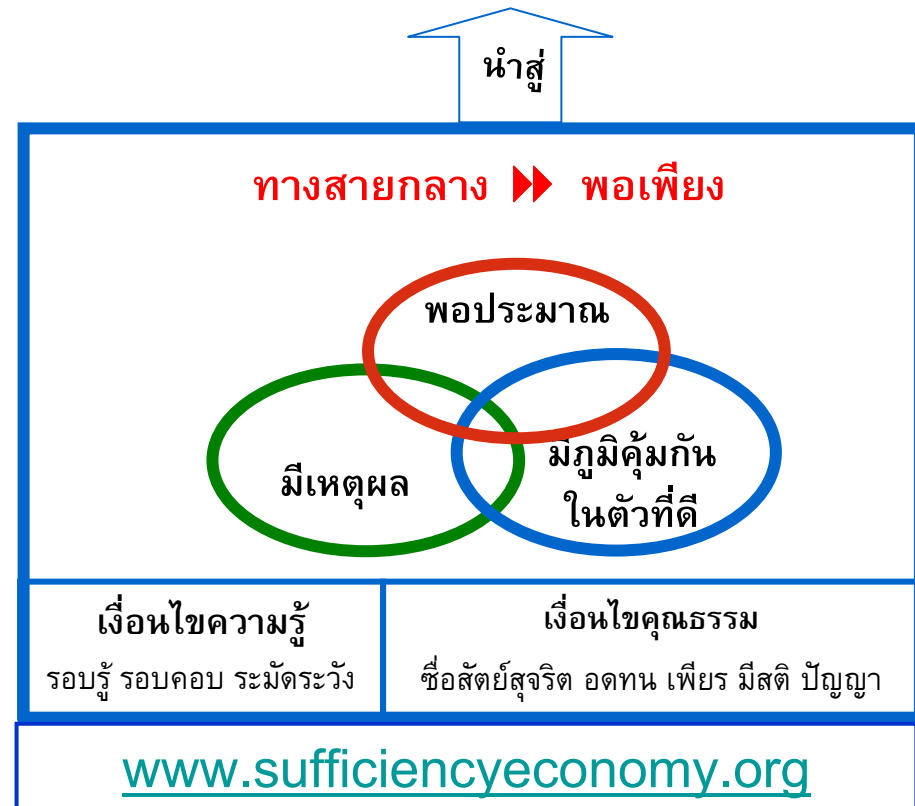 นำสู่
ทางสายกลาง พอเพียง
พอประมาณ
มีเหตุผล
มีภูมิคุ้มกัน
ในตัวที่ดี
เงื่อนไขความรู้
รอบรู้ รอบคอบ ระมัดระวัง
เงื่อนไขคุณธรรม
ซื่อสัตย์สุจริต อดทน เพียร มีสติ ปัญญา
www.sufficiencyeconomy.org